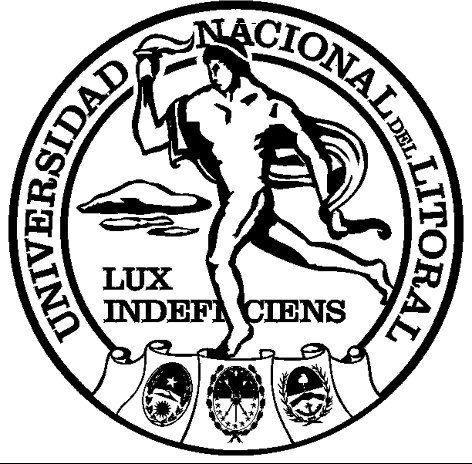 UNIVERSIDAD NACIONAL DEL LITORAL
LUX
INDEFICIENS